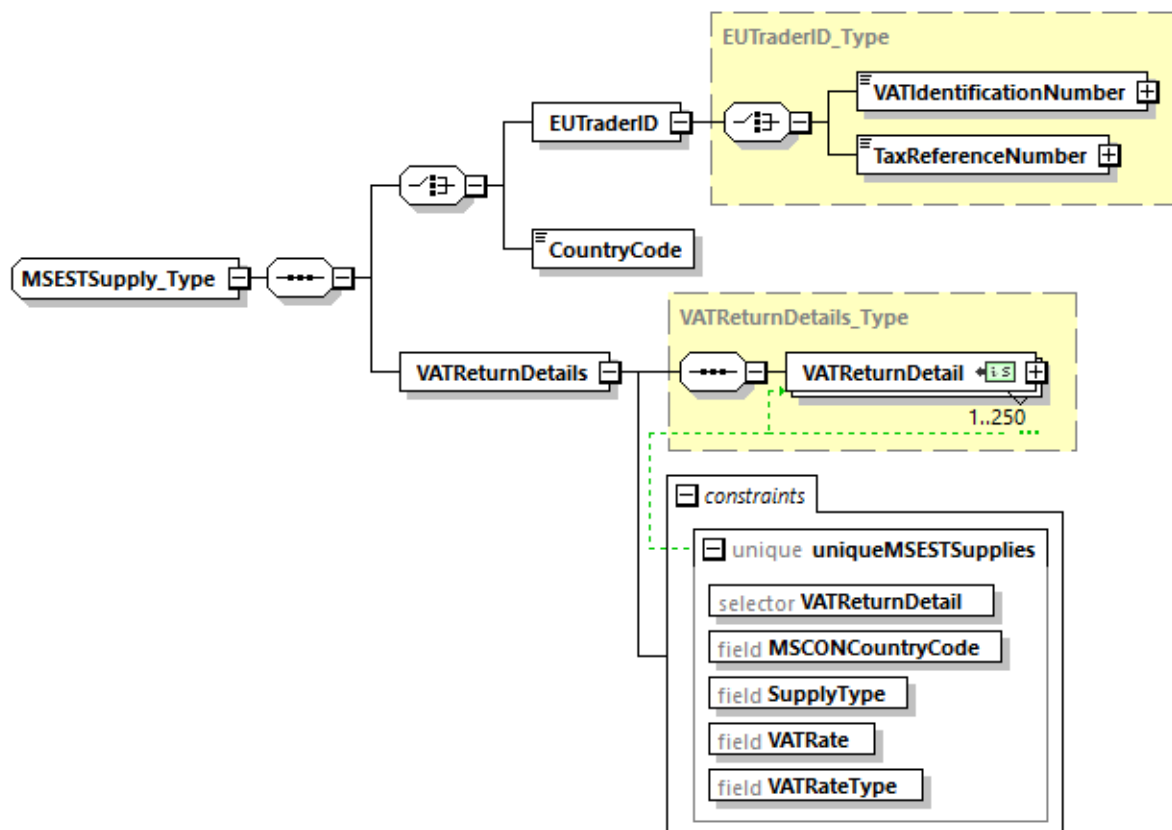 EUTraderID_Type
VATIdentificationNumber
EUTraderID
TaxReferenceNumber
CountryCode
MSESTSupply_Type
VATReturnDetails_Type
VATReturnDetails
VATReturnDetail
is
1..250
constraints
unique uniqueMSESTSupplies
selector VATReturnDetail
field MSCONCountryCode
field SupplyType
field VATRate
field VATRateType